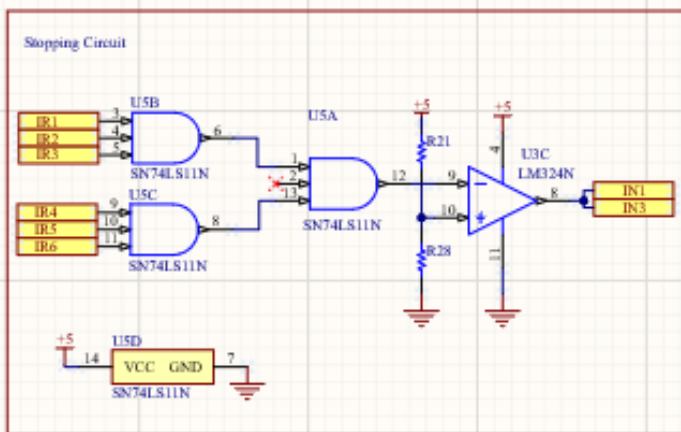 Stopping Circuit
U5B
IR1 3
IR2 4
IR3 5
6
SN74LS11N
U5C
IR4 9
IR5 10
IR6 11
8
SN74LS11N
U5A
1
2
13
12
SN74LS11N
+5
R21
R28
+5
U3C
LM324N
4
9
10
8
11
IN1
IN3
+5
U5D
14 VCC GND 7
SN74LS11N